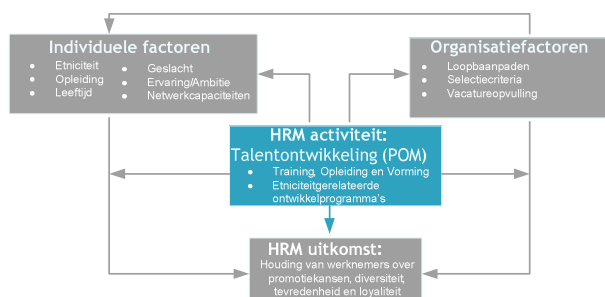 Individuele factoren
• Etniciteit
• Opleiding
• Leeftijd
• Geslacht
• Ervaring/Ambitie
• Netwerkcapaciteiten
Organisatiefactoren
• Loopbaanpaden
• Selectiecriteria
• Vacatureopvulling
HRM activiteit:
Talentontwikkeling (POM)
• Training, Opleiding en Vorming
• Etniciteitgerelateerde
ontwikkelprogramma's
HRM uitkomst:
Houding van werknemers over
promotiekansen, diversiteit,
tevredenheid en loyaliteit